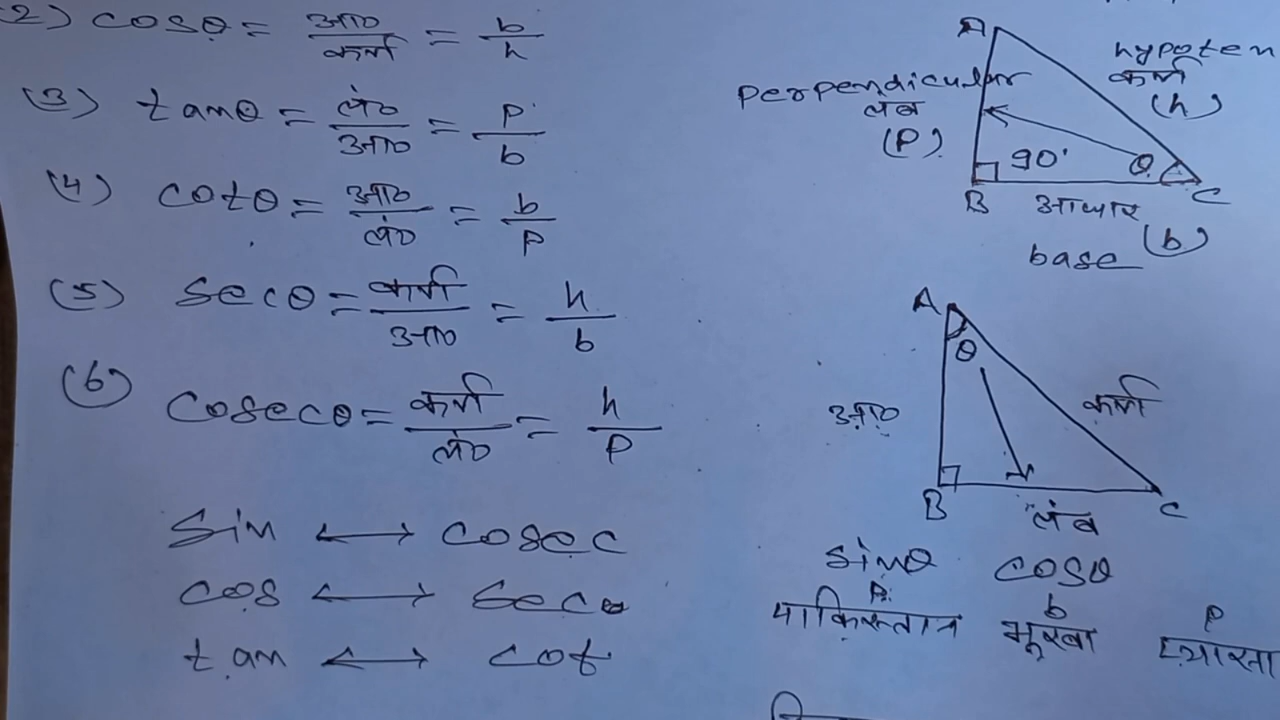 2) cosθ = आ०/कर्ण = b/h
(3) tanθ = लं०/आ० = P/b
(4) cotθ = आ०/लं० = b/P
(5) Secθ = कर्ण/आ० = h/b
(6) Cosecθ = कर्ण/लं० = h/P
Sin ↔ Cosec
Cos ↔ Sec
tan ↔ cot
A
hypoten
कर्ण
(h)
perpendicular
लंब
(P)
90°
θ
B
आधार
C
base (b)
A
θ
आ०
कर्ण
B
लंब
C
sinθ cosθ
P b P
पाकिस्तान भूखा प्यासा